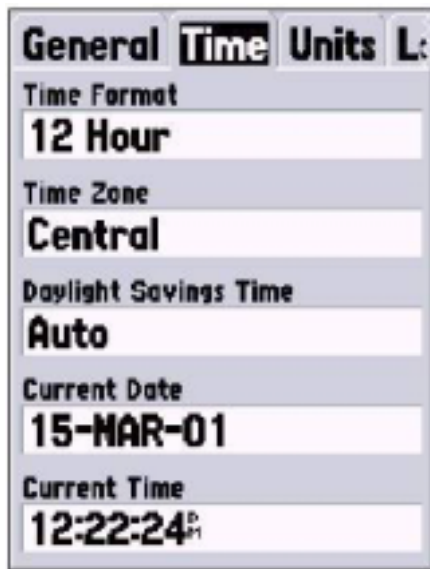 General Time Units
Time Format
12 Hour
Time Zone
Central
Daylight Savings Time
Auto
Current Date
15-MAR-01
Current Time
12:22:24 PM